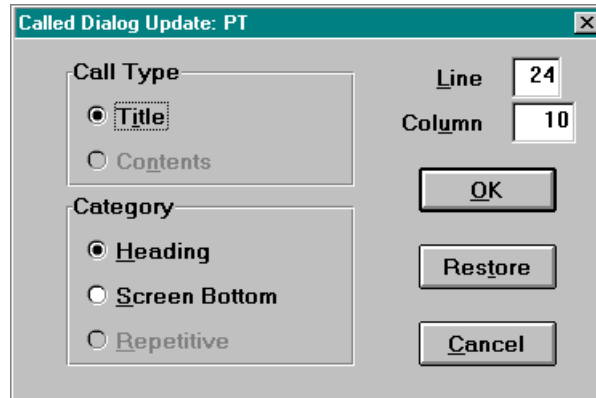 Called Dialog Update: PT
Call Type
Title
Contents
Category
Heading
Screen Bottom
Repetitive
Line 24
Column 10
OK
Restore
Cancel